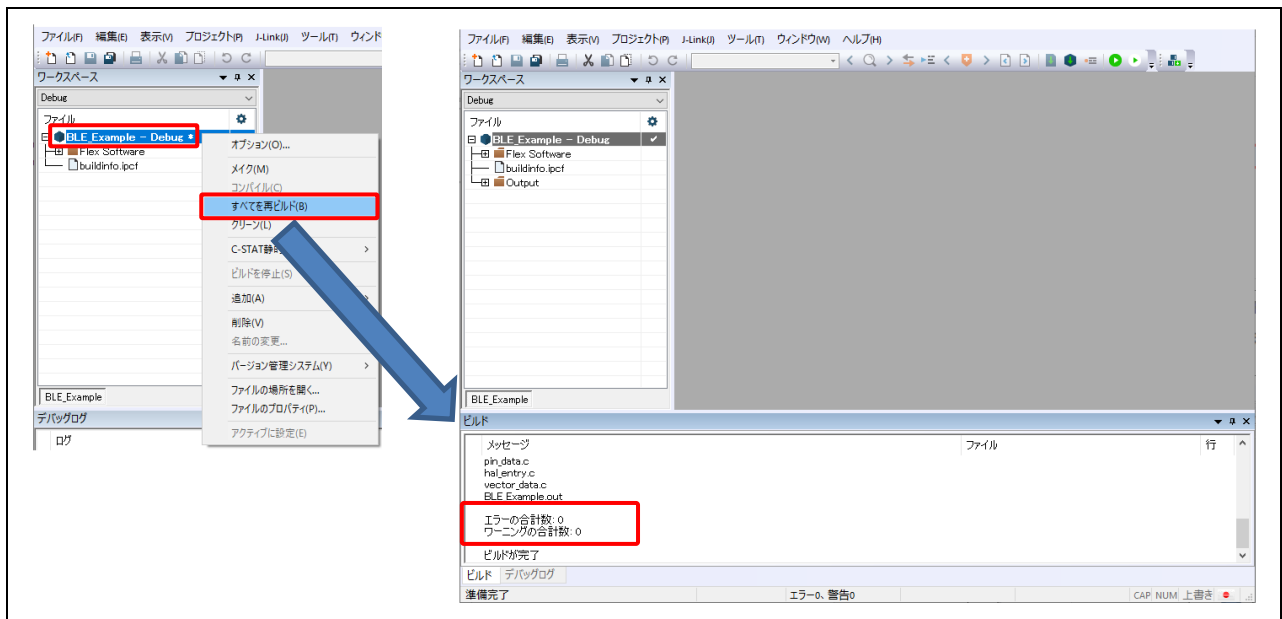 ファイル(F) 編集(E) 表示(V) プロジェクト(P) J-Link(J) ツール(T) ウィンド
ワークスペース
Debug
ファイル
BLE_Example - Debug *
Flex Software
buildinfo.ipcf
オプション(O)...
メイク(M)
コンパイル(C)
すべてを再ビルド(B)
クリーン(L)
C-STAT静
ビルドを停止(S)
追加(A)
削除(V)
名前の変更...
バージョン管理システム(Y)
ファイルの場所を開く...
ファイルのプロパティ(P)...
アクティブに設定(E)
BLE_Example
デバッグログ
ログ
ファイル(F) 編集(E) 表示(V) プロジェクト(P) J-Link(J) ツール(T) ウィンドウ(W) ヘルプ(H)
ワークスペース
Debug
ファイル
BLE_Example - Debug
Flex Software
buildinfo.ipcf
Output
BLE_Example
ビルド
メッセージ ファイル 行
pin_data.c
hal_entry.c
vector_data.c
BLE_Example.out
エラーの合計数: 0
ワーニングの合計数: 0
ビルドが完了
ビルド デバッグログ
準備完了 エラー0、警告0 CAP NUM 上書き